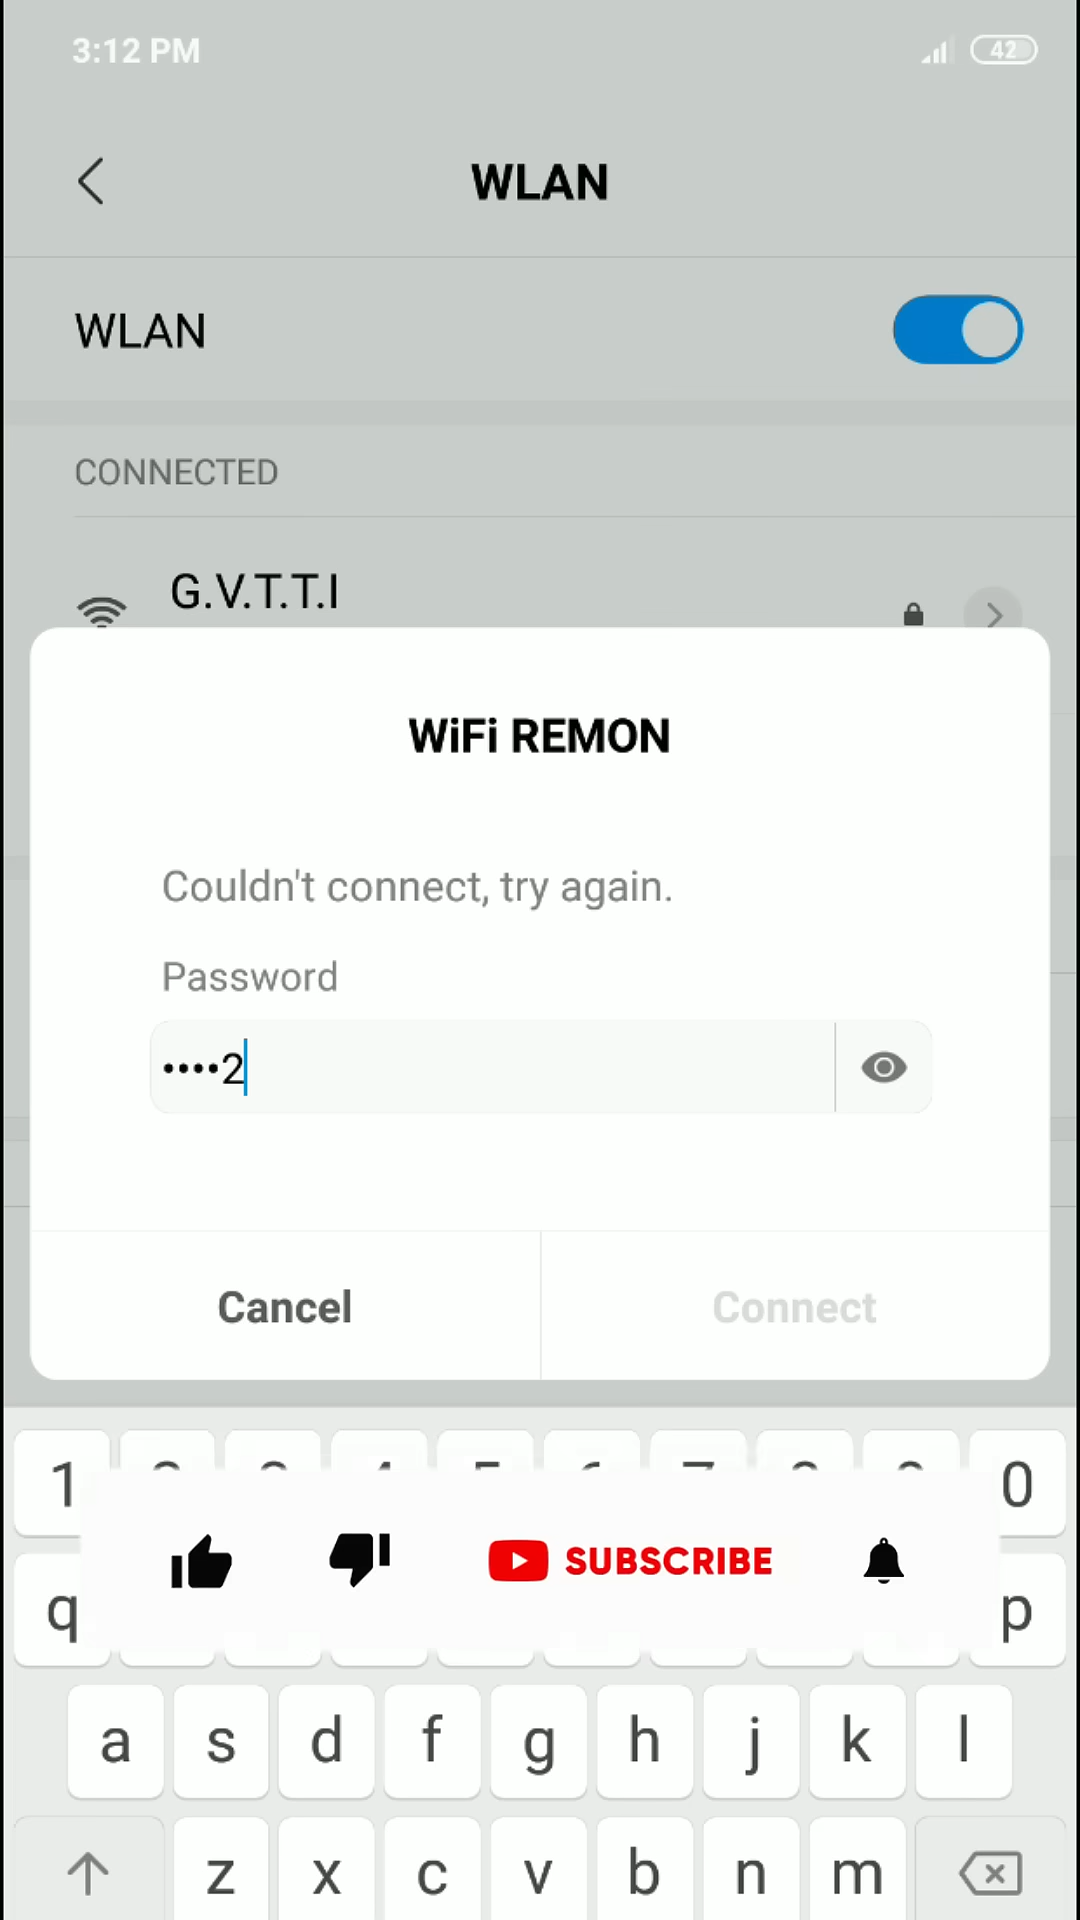 3:12 PM 42
WLAN
WLAN
CONNECTED
G.V.T.T.I
WiFi REMON
Couldn't connect, try again.
Password
••••2
Cancel Connect
1 0
q p
SUBSCRIBE
a s d f g h j k l
z x c v b n m